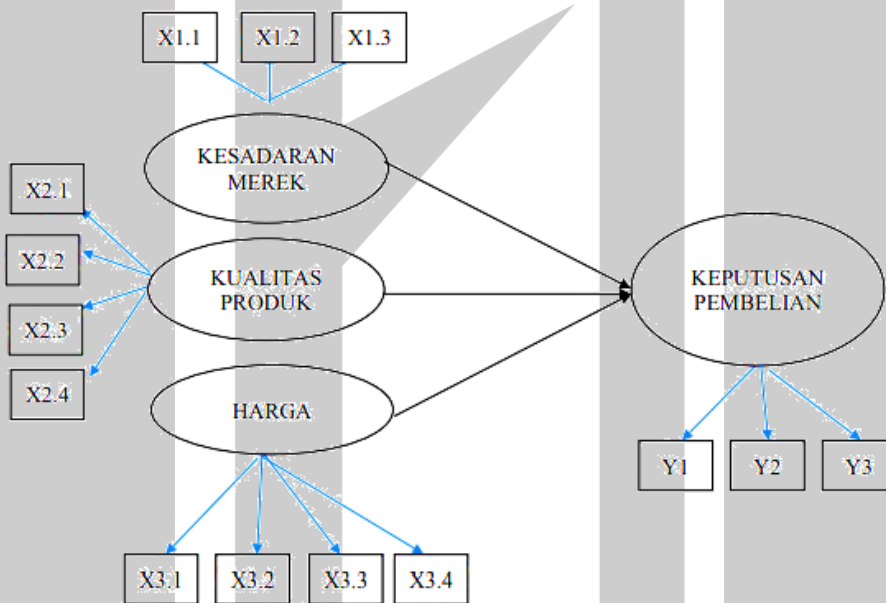 X1.1
X1.2
X1.3
KESADARAN
MEREK
X2.1
X2.2
X2.3
X2.4
KUALITAS
PRODUK
KEPUTUSAN
PEMBELIAN
HARGA
Y1
Y2
Y3
X3.1
X3.2
X3.3
X3.4